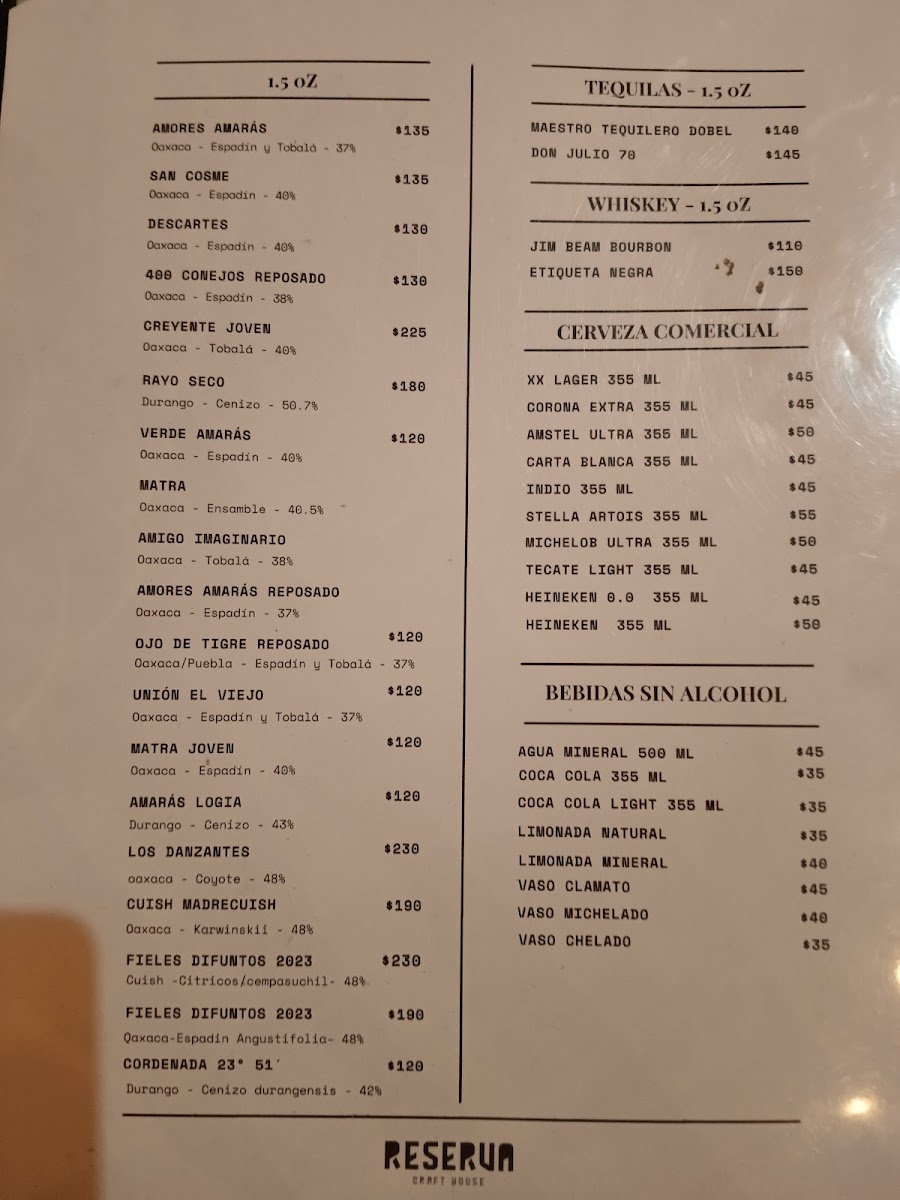 1.5 oZ
AMORES AMARÁS $135
Oaxaca - Espadín y Tobalá - 37%
SAN COSME $135
Oaxaca - Espadín - 40%
DESCARTES $130
Oaxaca - Espadín - 40%
400 CONEJOS REPOSADO $130
Oaxaca - Espadín - 38%
CREYENTE JOVEN $225
Oaxaca - Tobalá - 40%
RAYO SECO $180
Durango - Cenizo - 50.7%
VERDE AMARÁS $120
Oaxaca - Espadín - 40%
MATRA
Oaxaca - Ensamble - 40.5%
AMIGO IMAGINARIO
Oaxaca - Tobalá - 38%
AMORES AMARÁS REPOSADO
Oaxaca - Espadín - 37%
OJO DE TIGRE REPOSADO $120
Oaxaca/Puebla - Espadín y Tobalá - 37%
UNIÓN EL VIEJO $120
Oaxaca - Espadín y Tobalá - 37%
MATRA JOVEN $120
Oaxaca - Espadín - 40%
AMARÁS LOGIA $120
Durango - Cenizo - 43%
LOS DANZANTES $230
oaxaca - Coyote - 48%
CUISH MADRECUISH $190
Oaxaca - Karwinskii - 48%
FIELES DIFUNTOS 2023 $230
Cuish -Citricos/cempasuchil- 48%
FIELES DIFUNTOS 2023 $190
Oaxaca-Espadín Angustifolia- 48%
CORDENADA 23° 51´ $120
Durango - Cenizo durangensis - 42%
TEQUILAS - 1.5 oZ
MAESTRO TEQUILERO DOBEL $140
DON JULIO 70 $145
WHISKEY - 1.5 oZ
JIM BEAM BOURBON $110
ETIQUETA NEGRA $150
CERVEZA COMERCIAL
XX LAGER 355 ML $45
CORONA EXTRA 355 ML $45
AMSTEL ULTRA 355 ML $50
CARTA BLANCA 355 ML $45
INDIO 355 ML $45
STELLA ARTOIS 355 ML $55
MICHELOB ULTRA 355 ML $50
TECATE LIGHT 355 ML $45
HEINEKEN 0.0 355 ML $45
HEINEKEN 355 ML $50
BEBIDAS SIN ALCOHOL
AGUA MINERAL 500 ML $45
COCA COLA 355 ML $35
COCA COLA LIGHT 355 ML $35
LIMONADA NATURAL $35
LIMONADA MINERAL $40
VASO CLAMATO $45
VASO MICHELADO $40
VASO CHELADO $35
RESERVA
CRAFT HOUSE